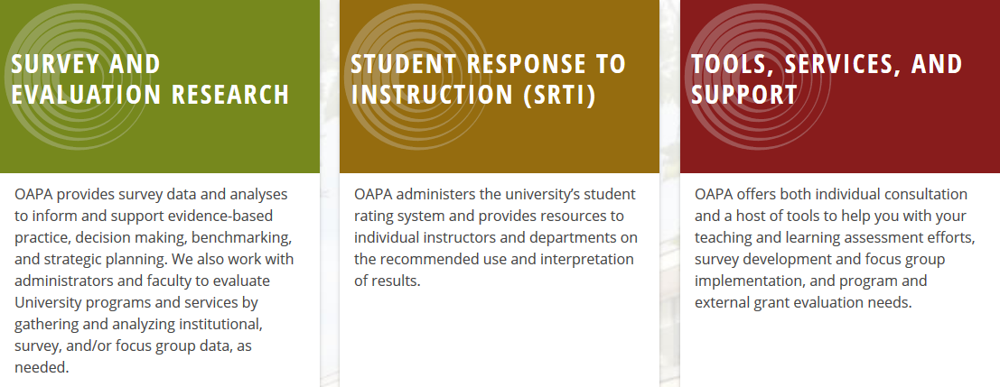 SURVEY AND
EVALUATION RESEARCH
OAPA provides survey data and analyses
to inform and support evidence-based
practice, decision making, benchmarking,
and strategic planning. We also work with
administrators and faculty to evaluate
University programs and services by
gathering and analyzing institutional,
survey, and/or focus group data, as
needed.
STUDENT RESPONSE TO
INSTRUCTION (SRTI)
OAPA administers the university’s student
rating system and provides resources to
individual instructors and departments on
the recommended use and interpretation
of results.
TOOLS, SERVICES, AND
SUPPORT
OAPA offers both individual consultation
and a host of tools to help you with your
teaching and learning assessment efforts,
survey development and focus group
implementation, and program and
external grant evaluation needs.